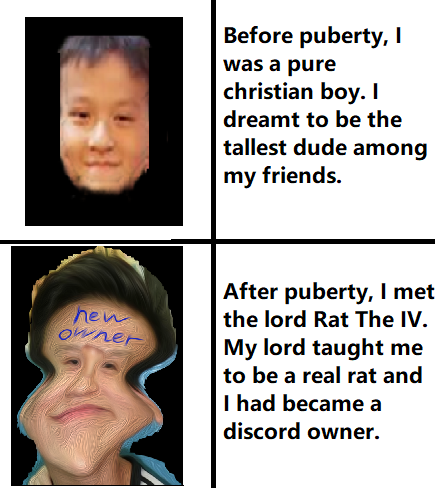 Before puberty, I
was a pure
christian boy. I
dreamt to be the
tallest dude among
my friends.
new
owner
After puberty, I met
the lord Rat The IV.
My lord taught me
to be a real rat and
I had became a
discord owner.